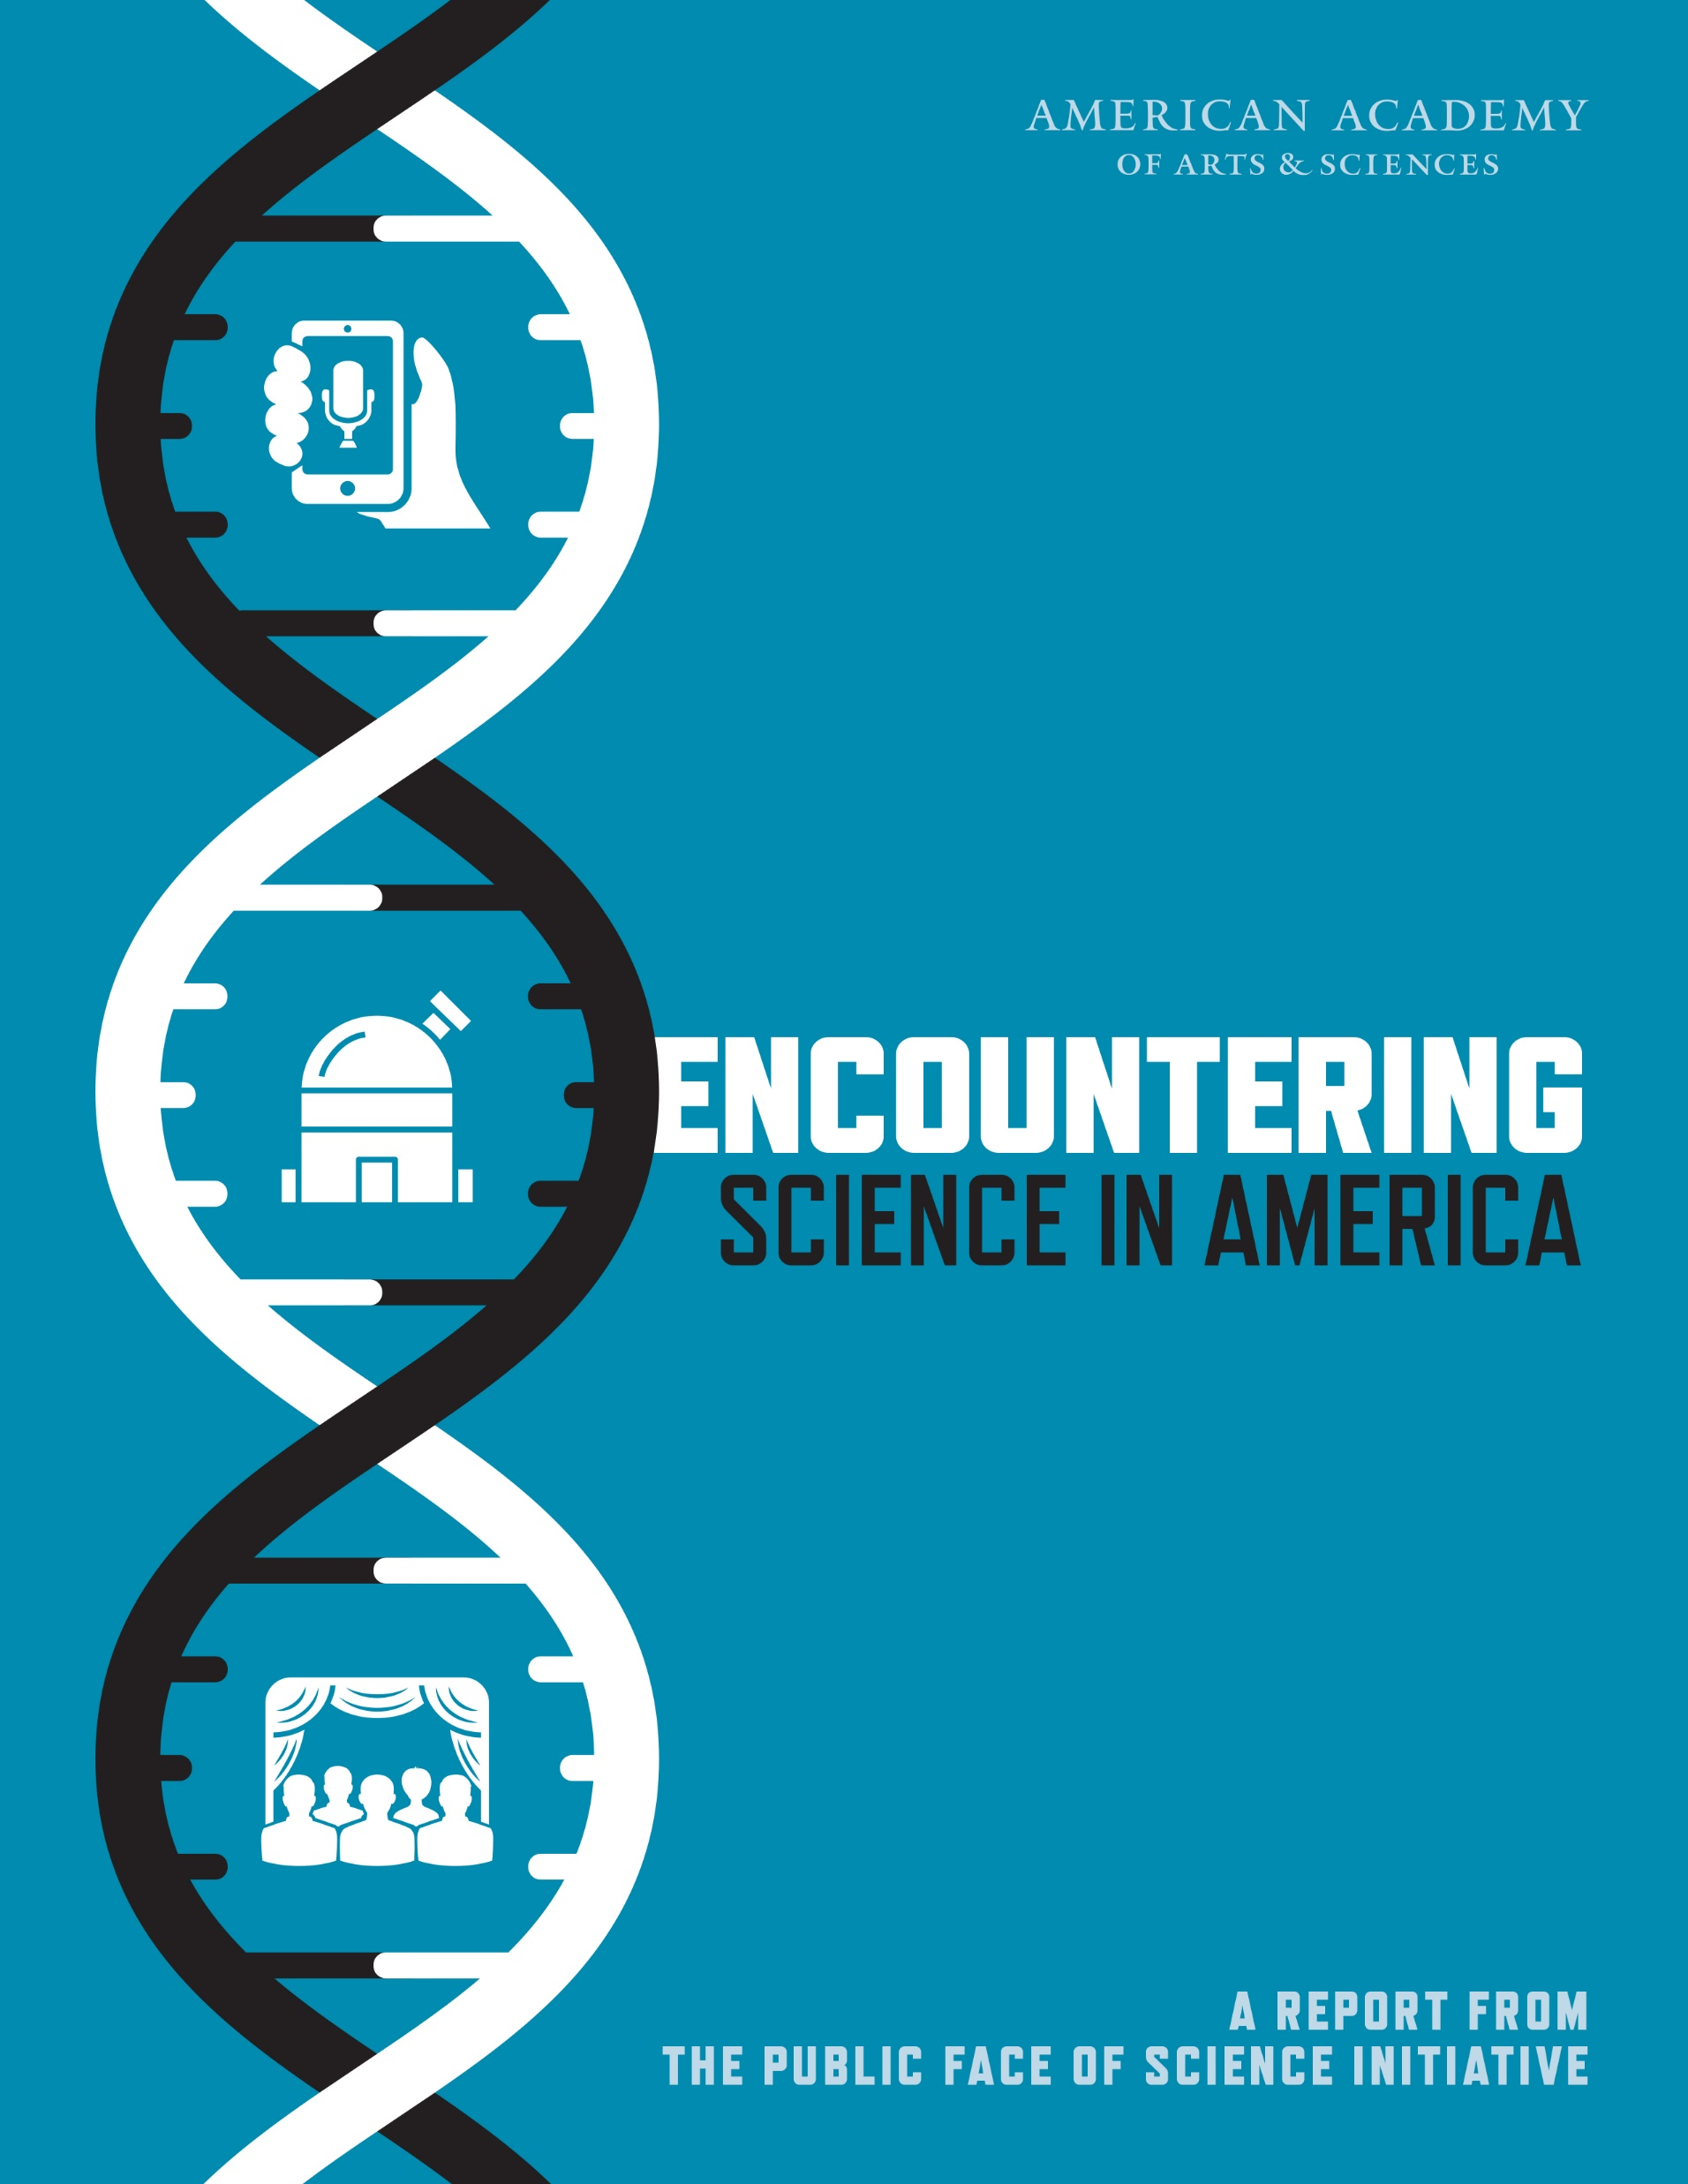 AMERICAN ACADEMY
OF ARTS & SCIENCES
ENCOUNTERING
SCIENCE IN AMERICA
A REPORT FROM
THE PUBLIC FACE OF SCIENCE INITIATIVE